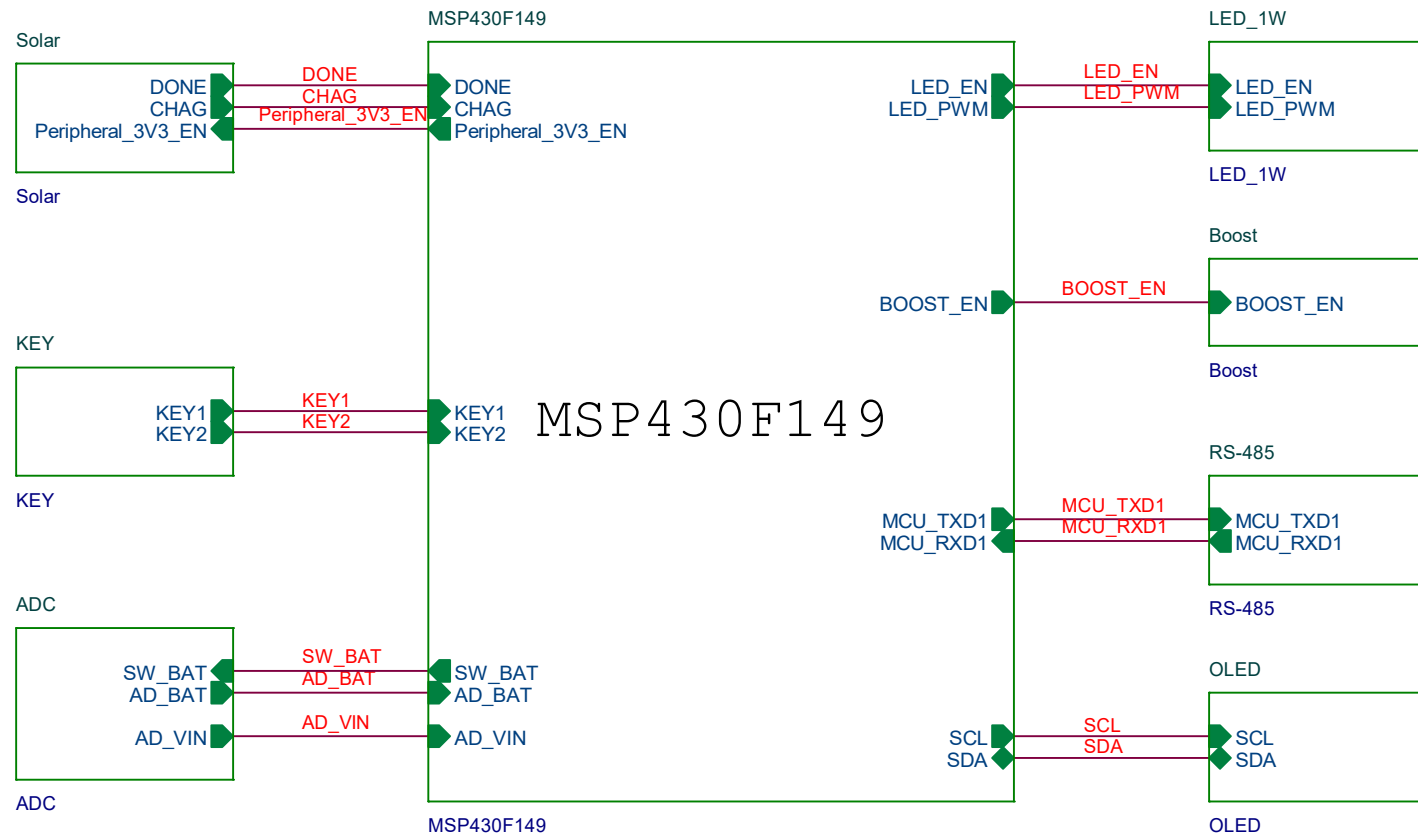 MSP430F149
LED_1W
Solar
DONE
DONE
DONE
LED_EN
LED_EN
LED_EN
CHAG
CHAG
CHAG
LED_PWM
LED_PWM
LED_PWM
Peripheral_3V3_EN
Peripheral_3V3_EN
Peripheral_3V3_EN
Solar
LED_1W
Boost
BOOST_EN
BOOST_EN
BOOST_EN
KEY
Boost
KEY1
KEY1
KEY1
KEY2
KEY2
KEY2
MSP430F149
RS-485
KEY
MCU_TXD1
MCU_TXD1
MCU_TXD1
MCU_RXD1
MCU_RXD1
MCU_RXD1
ADC
RS-485
SW_BAT
SW_BAT
SW_BAT
OLED
AD_BAT
AD_BAT
AD_BAT
AD_VIN
AD_VIN
AD_VIN
SCL
SCL
SCL
SDA
SDA
SDA
ADC
MSP430F149
OLED